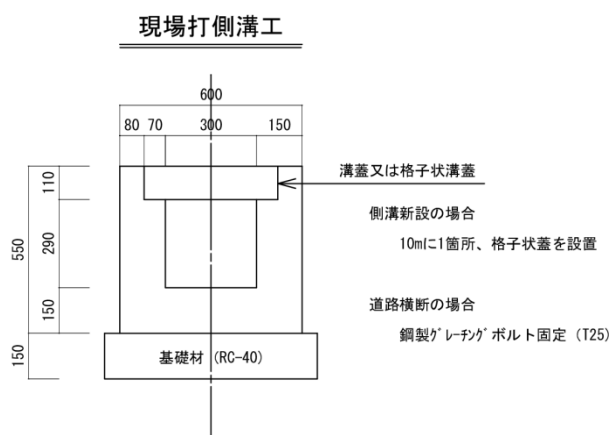 現場打側溝工
600
80 70 300 150
溝蓋又は格子状溝蓋
110
側溝新設の場合
10mに1箇所、格子状蓋を設置
550
290
道路横断の場合
150
鋼製グレーチングボルト固定(T25)
150
基礎材(RC-40)